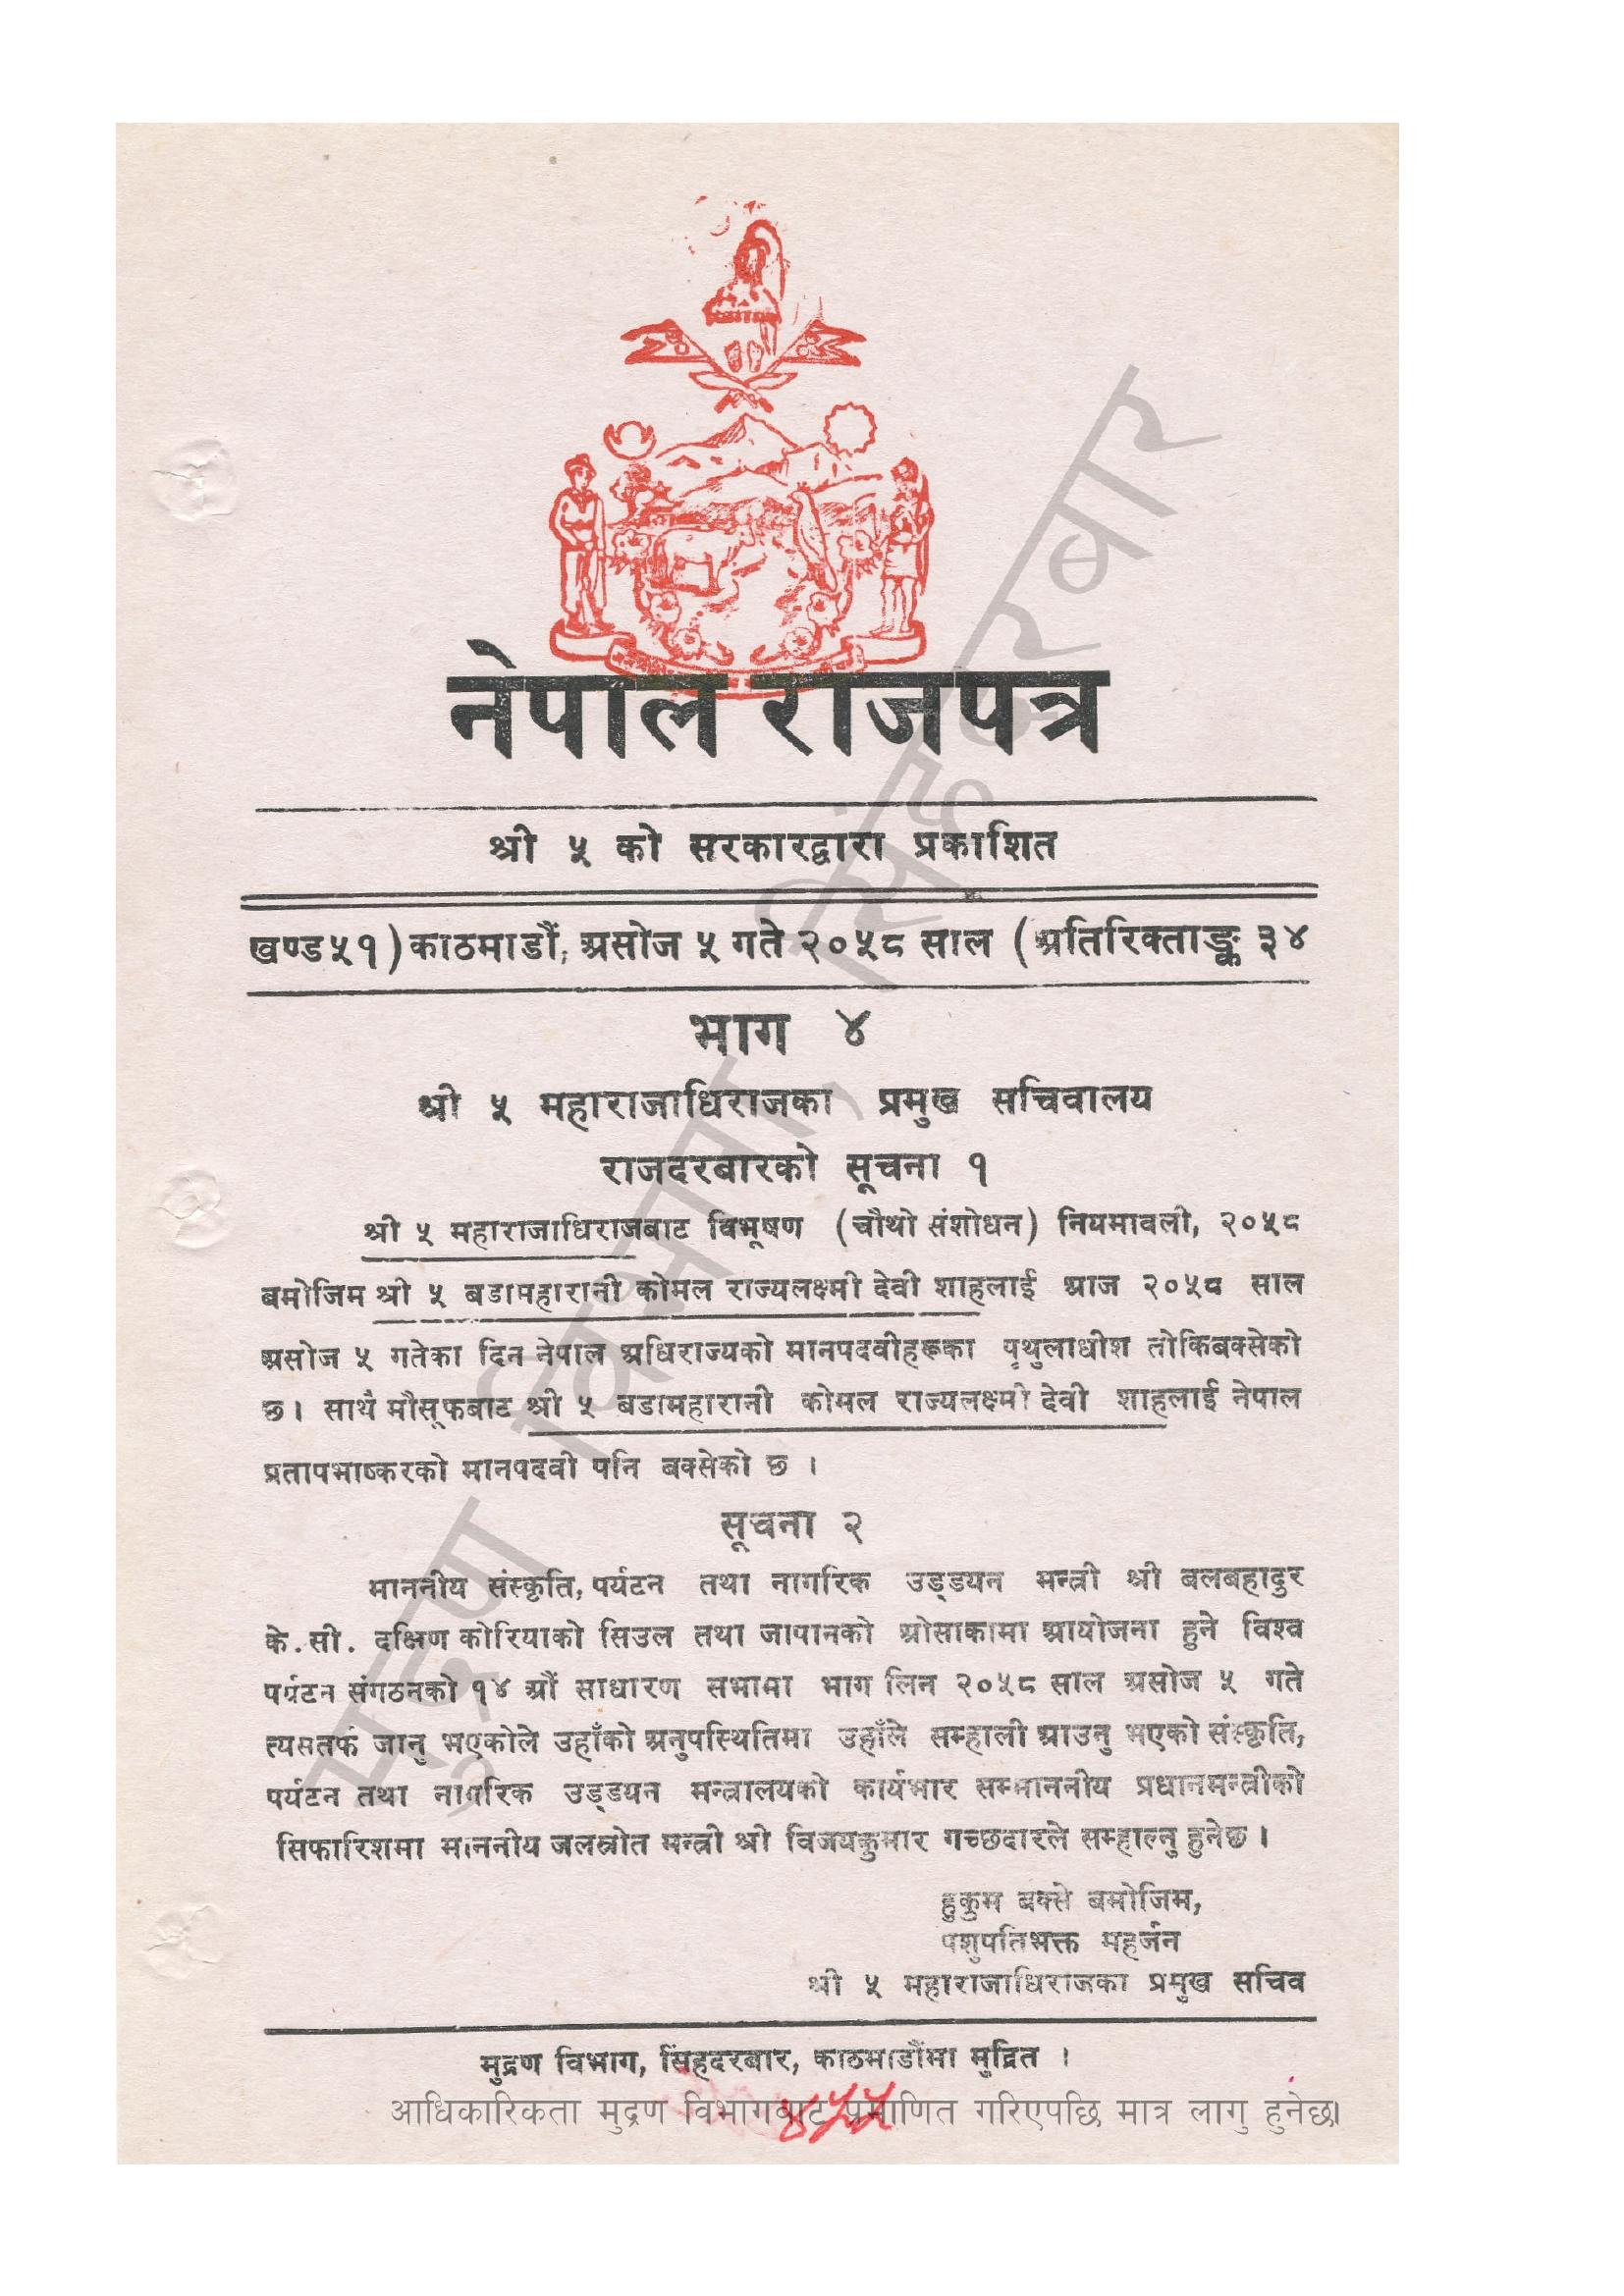 नेपाल राजपत्र
श्री ५ को सरकारद्वारा प्रकाशित
खण्ड ५१) काठमाडौं, असोज ५ गते २०५८ साल (अतिरिक्ताङ्क ३४
भाग ४
श्री ५ महाराजाधिराजका प्रमुख सचिवालय
राजदरबारको सूचना १
श्री ५ महाराजाधिराजबाट विभूषण (चौथो संशोधन) नियमावली, २०५८
बमोजिम श्री ५ बडामहारानी कोमल राज्यलक्ष्मी देवी शाहलाई आज २०५८ साल
असोज ५ गतेका दिन नेपाल अधिराज्यको मानपदवीहरूका पृथुलाधीश तोकिबक्सेको
छ। साथै मौसूफबाट श्री ५ बडामहारानी कोमल राज्यलक्ष्मी देवी शाहलाई नेपाल
प्रतापभाष्करको मानपदवी पनि बक्सेको छ ।
सूचना २
माननीय संस्कृति, पर्यटन तथा नागरिक उड्डयन मन्त्री श्री बलबहादुर
के.सी. दक्षिण कोरियाको सिउल तथा जापानको ओसाकामा आयोजना हुने विश्व
पर्यटन संगठनको १४ औं साधारण सभामा भाग लिन २०५८ साल असोज ५ गते
त्यसतर्फ जानु भएकोले उहाँको अनुपस्थितिमा उहाँले सम्हाली आउनु भएको संस्कृति,
पर्यटन तथा नागरिक उड्डयन मन्त्रालयको कार्यभार सम्माननीय प्रधानमन्त्रीको
सिफारिशमा माननीय जलस्रोत मन्त्री श्री विजयकुमार गच्छदारले सम्हाल्नु हुनेछ।
हुकुम बक्से बमोजिम,
पशुपतिभक्त महर्जन
श्री ५ महाराजाधिराजका प्रमुख सचिव
मुद्रण विभाग, सिंहदरबार, काठमाडौंमा मुद्रित ।
आधिकारिकता मुद्रण विभागबाट प्रमाणित गरिएपछि मात्र लागु हुनेछ।
४५५
मुद्रण विभाग, सिंहदरबार